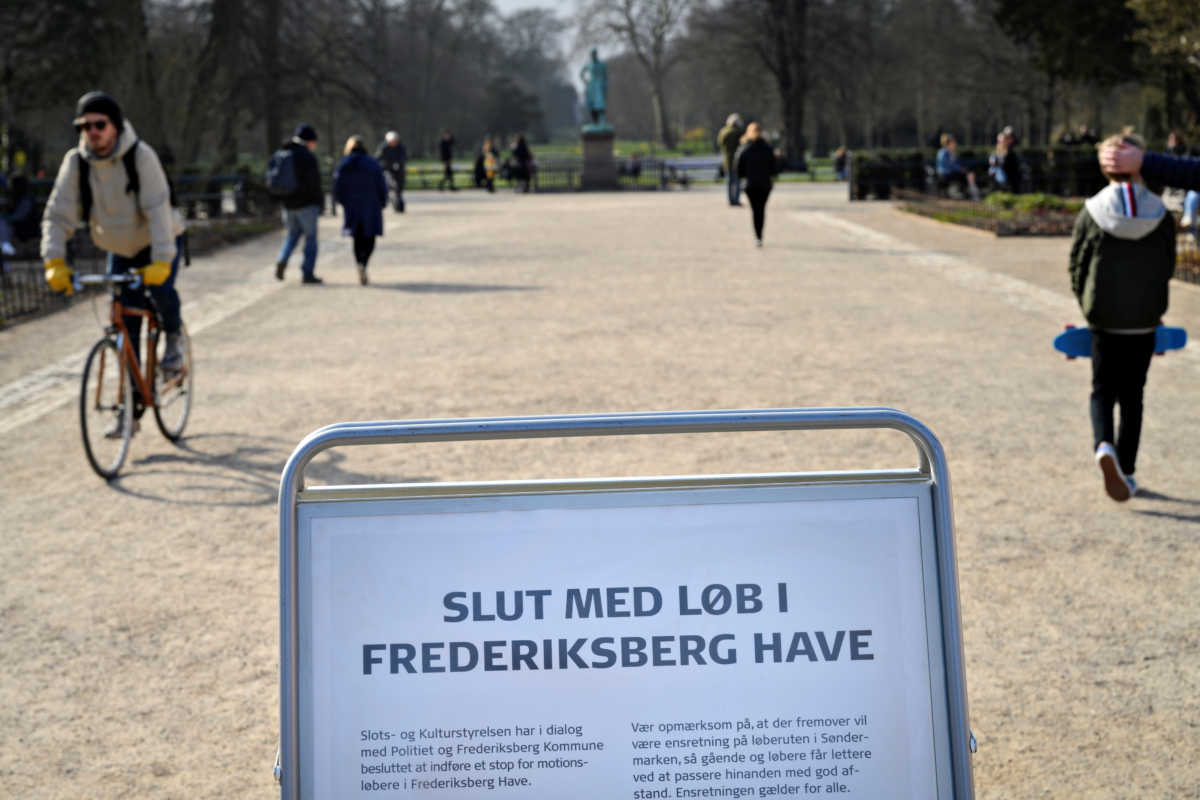 SLUT MED LØB I
FREDERIKSBERG HAVE
Slots- og Kulturstyrelsen har i dialog
med Politiet og Frederiksberg Kommune
besluttet at indføre et stop for motions-
løbere i Frederiksberg Have.
Vær opmærksom på, at der fremover vil
være ensretning på løberuten i Sønder-
marken, så gående og løbere får lettere
ved at passere hinanden med god af-
stand. Ensretningen gælder for alle.